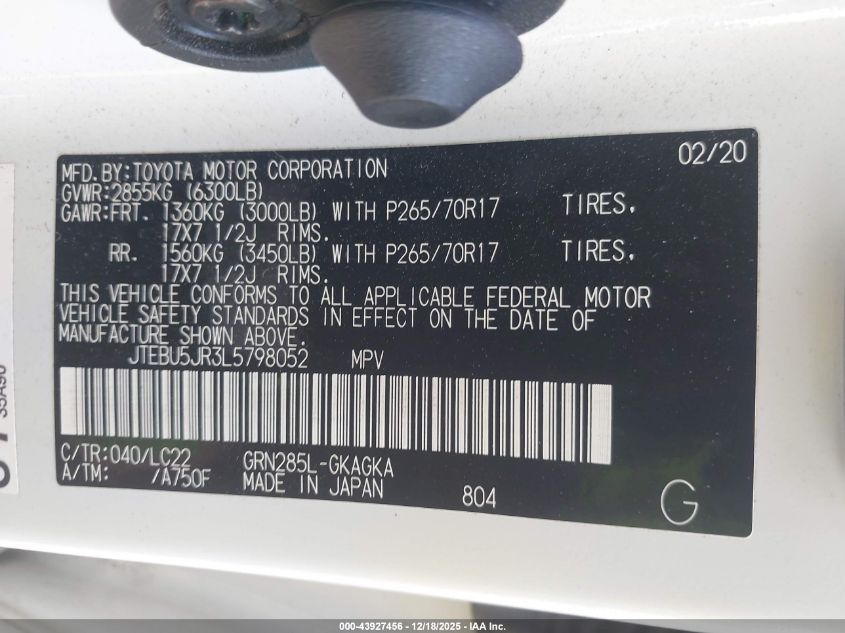 02/20
MFD.BY:TOYOTA MOTOR CORPORATION
GVWR:2855KG (6300LB)
GAWR:FRT. 1360KG (3000LB) WITH P265/70R17 TIRES,
17X7 1/2J RIMS.
RR. 1560KG (3450LB) WITH P265/70R17 TIRES,
17X7 1/2J RIMS.
THIS VEHICLE CONFORMS TO ALL APPLICABLE FEDERAL MOTOR
VEHICLE SAFETY STANDARDS IN EFFECT ON THE DATE OF
MANUFACTURE SHOWN ABOVE.
JTEBU5JR3L5798052 MPV
C/TR:040/LC22 GRN285L-GKAGKA
A/TM: /A750F MADE IN JAPAN 804
G
35A90
000-43927456 - 12/18/2025 - IAA Inc.